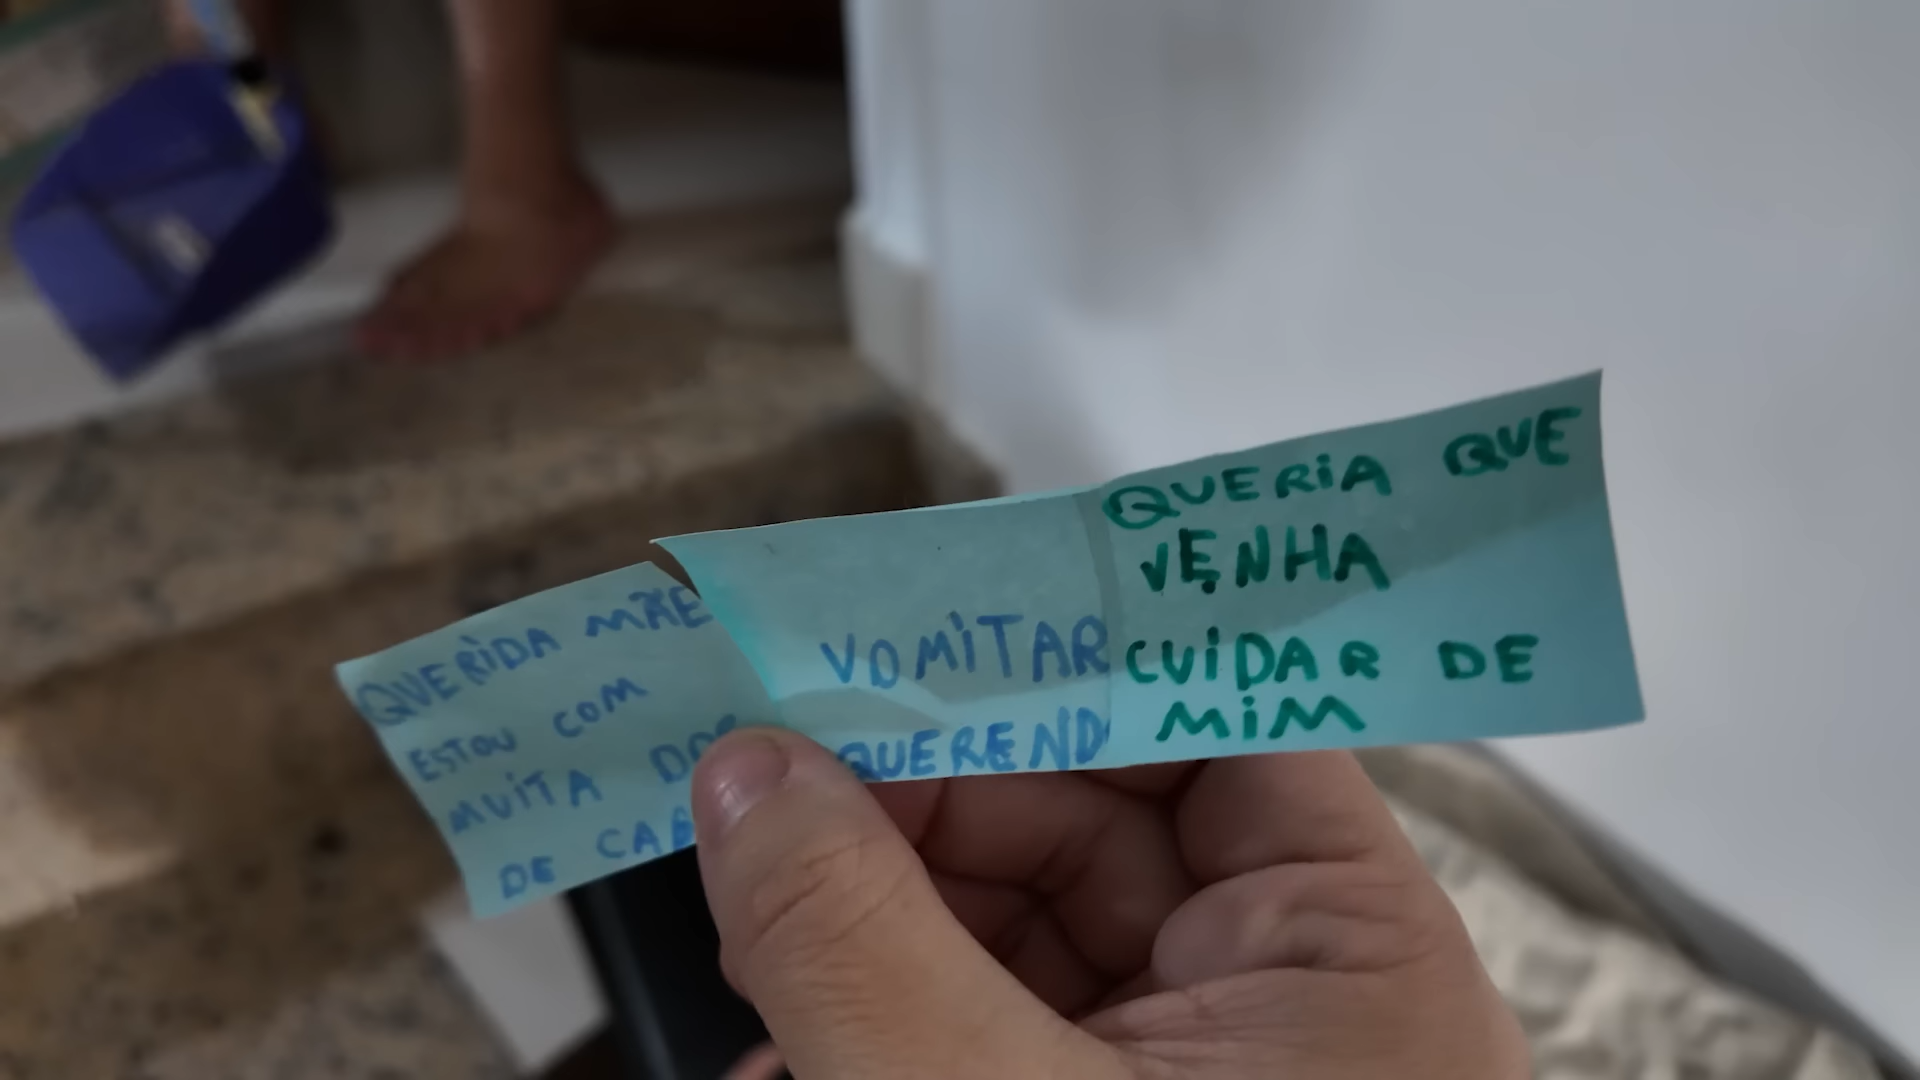 QUERIDA MÃE
ESTOU COM
MUITA
DE
VOMITAR
QUEREND
QUERIA QUE
VENHA
CUIDAR DE
MIM